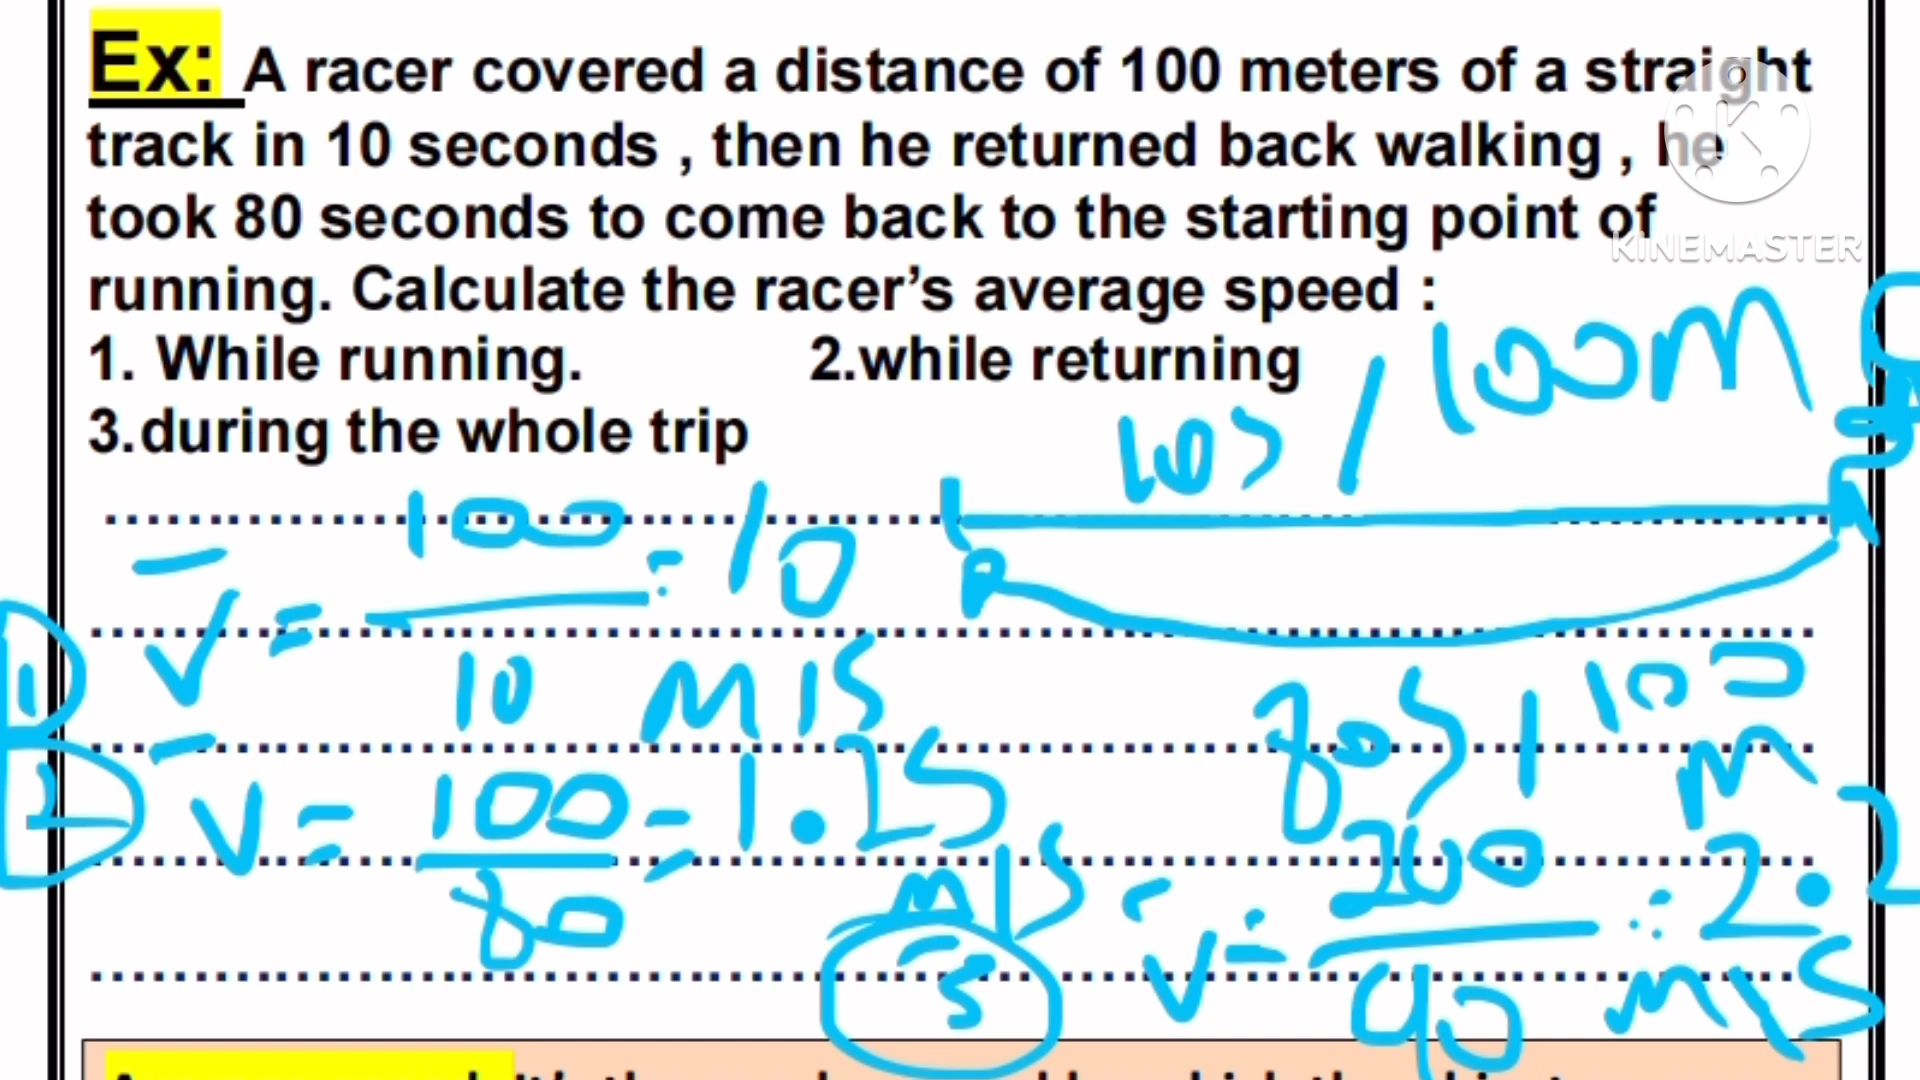 Ex: A racer covered a distance of 100 meters of a straight
track in 10 seconds , then he returned back walking , he
took 80 seconds to come back to the starting point of
running. Calculate the racer's average speed :
1. While running. 2.while returning
3.during the whole trip
KINEMASTER
10s / 100m
1 v = 100 / 10 = 10 m/s
80s / 100 m
2 v = 100 / 80 = 1.25 m/s
3 v = 200 / 90 = 2.2 m/s